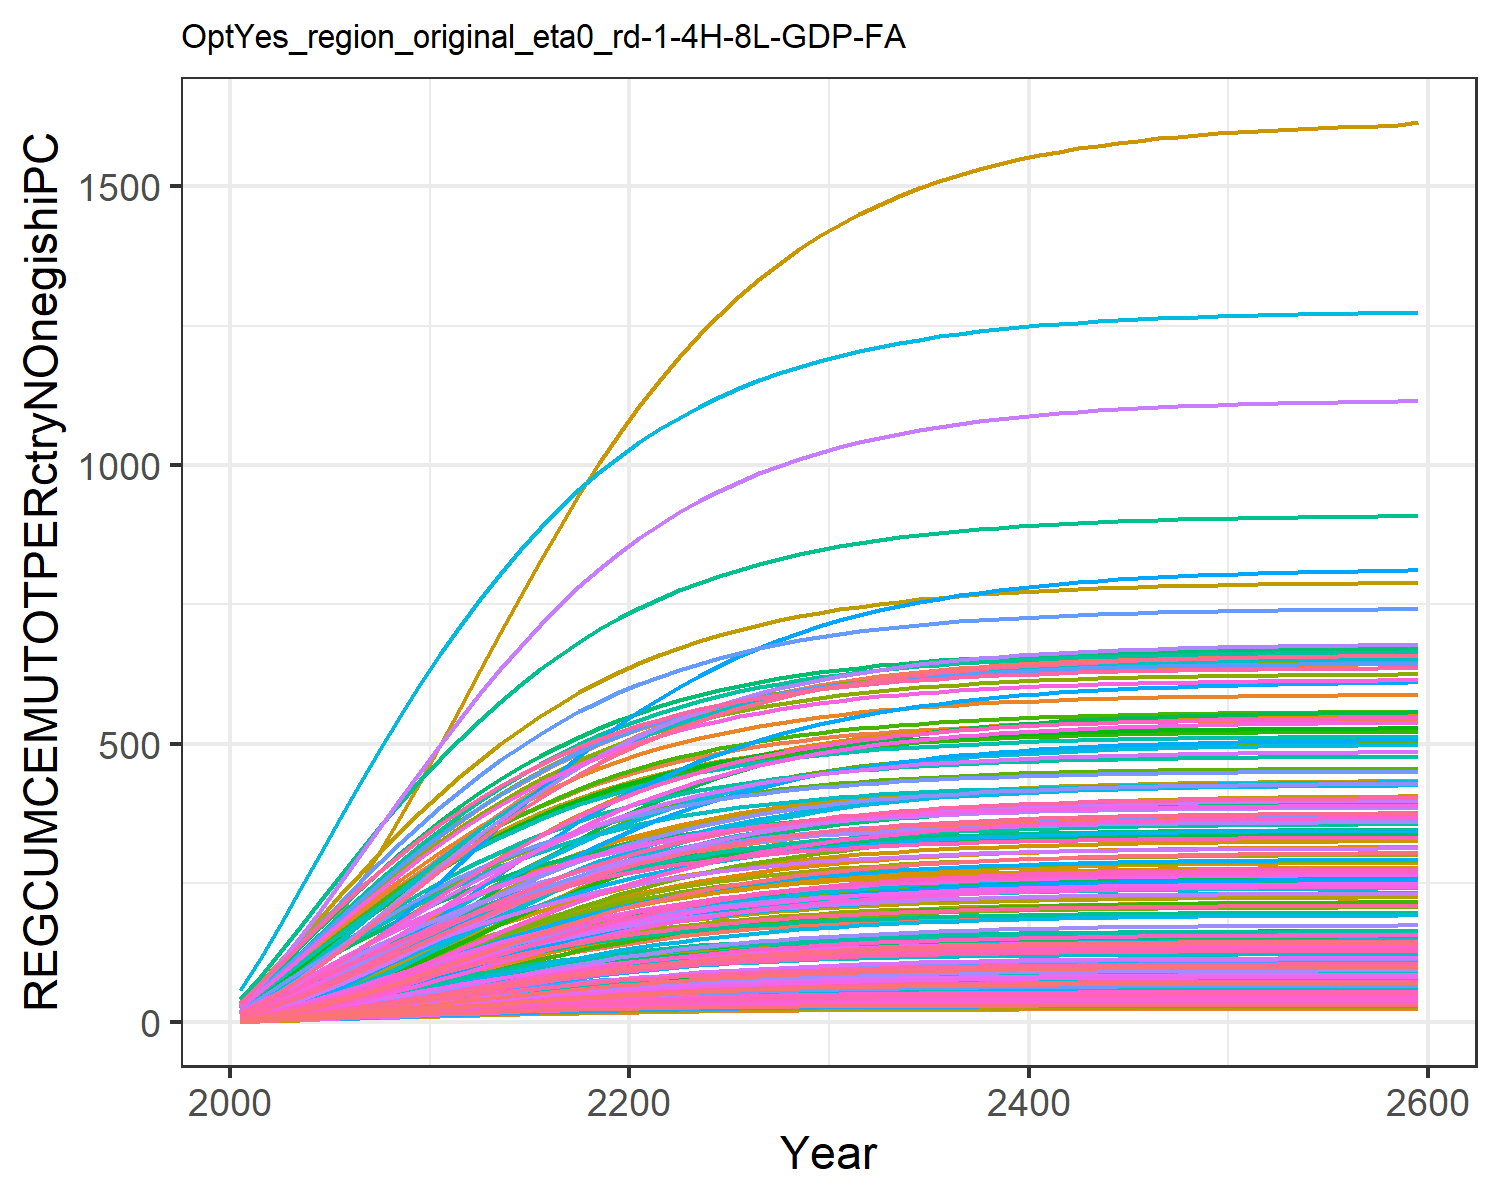 OptYes_region_original_eta0_rd-1-4H-8L-GDP-FA
REGCUMCEMUTOTPERctryNOnegishiPC
1500
1000
500
0
2000
2200
2400
2600
Year